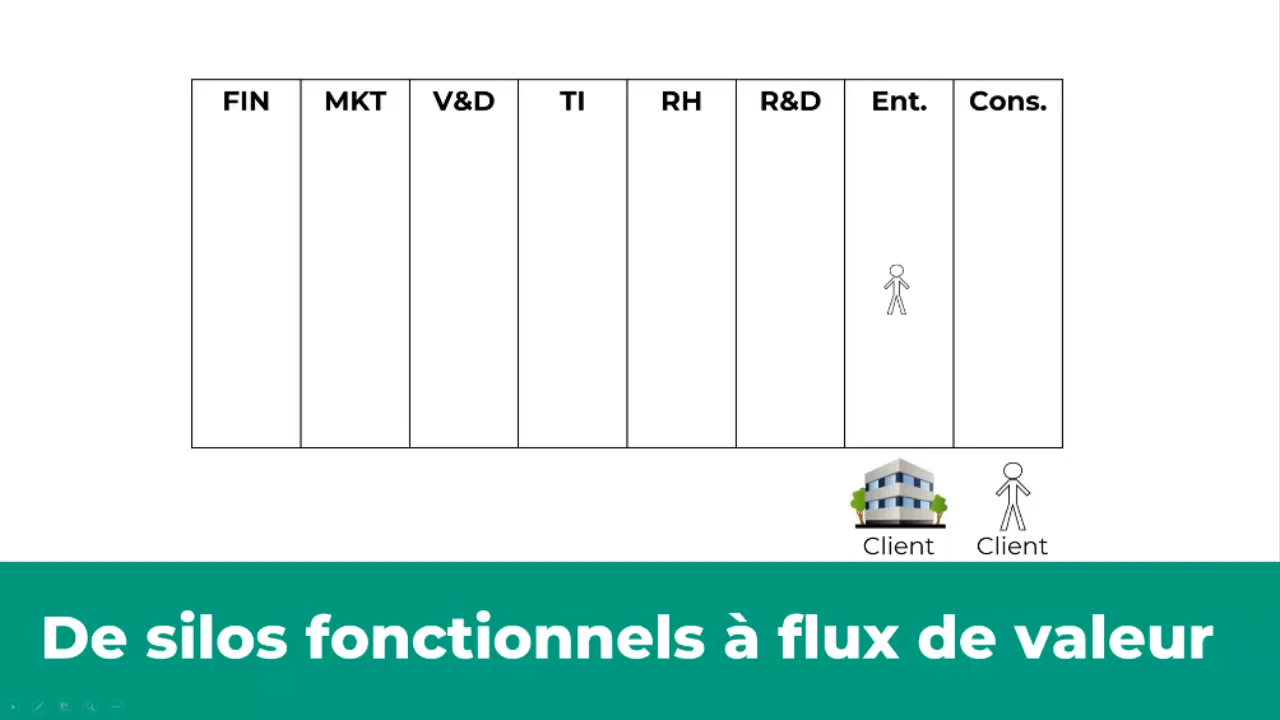 FIN MKT V&D TI RH R&D Ent. Cons.
Client Client
De silos fonctionnels à flux de valeur